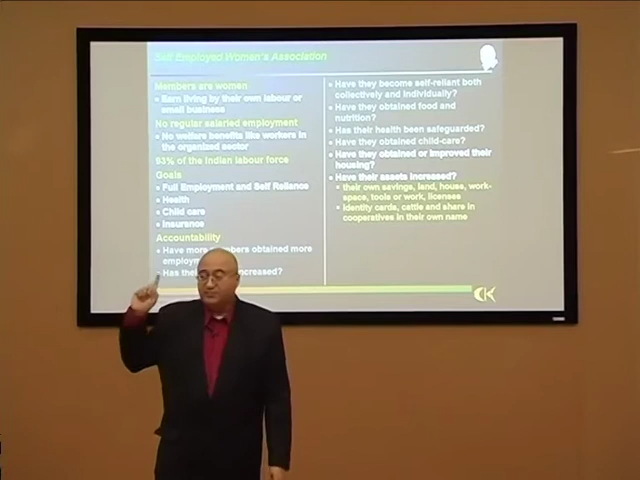 Self Employed Women's Association
Members are women
Earn living by their own labour or
small business
No regular salaried employment
No welfare benefits like workers in
the organized sector
93% of the Indian labour force
Goals
Full Employment and Self Reliance
Health
Child care
Insurance
Accountability
Have more members obtained more
Has their increased?
Have they become self-reliant both
collectively and individually?
Have they obtained food and
nutrition?
Has their health been safeguarded?
Have they obtained child-care?
Have they obtained or improved their
housing?
Have their assets increased?
their own savings, land, house, work-
space, tools or work, licenses
Identity cards, cattle and share in
cooperatives in their own name
CK